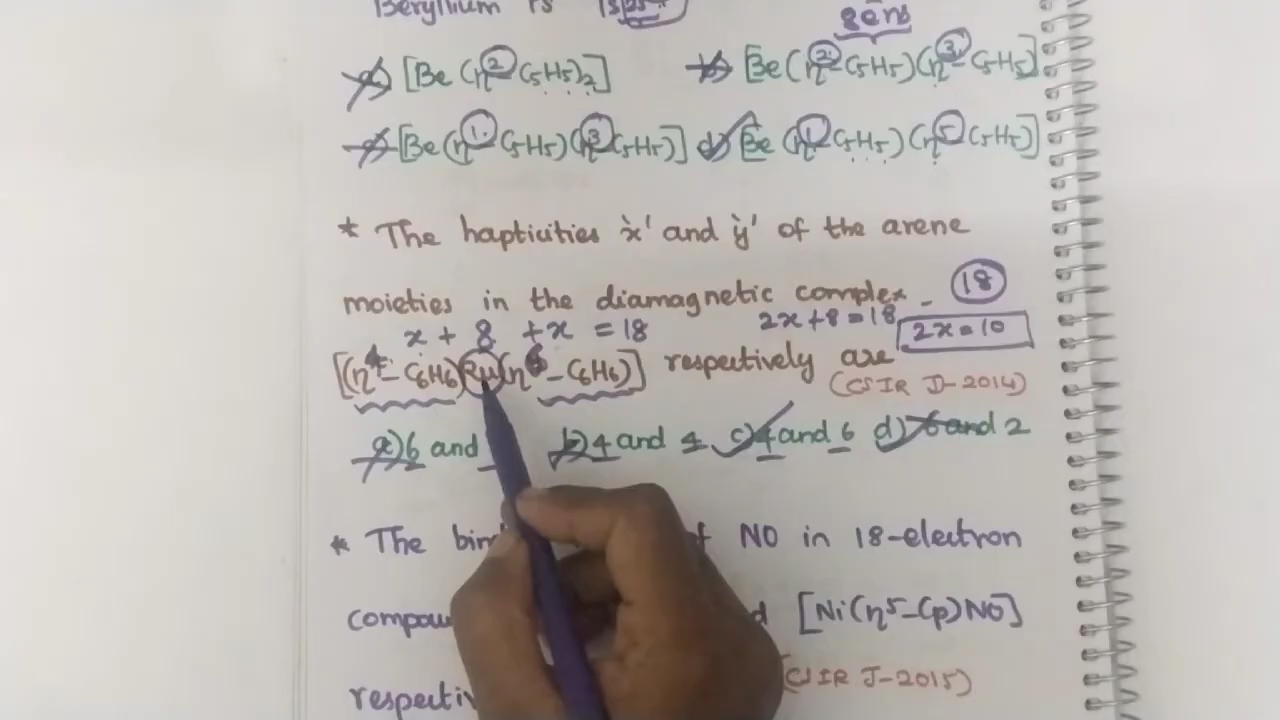 Beryllium is
8ens
a) [Be (η2 C5H5)2] b) [Be(η2-C5H5)(η3-C5H5]
c) [Be(η1-C5H5)(η3C5H5)] d) [Be (η1-C5H5)(η5-C5H5)]
* The hapticities 'x' and 'y' of the arene
moieties in the diamagnetic complex - 18
x + 8 + x = 18 2x+8=18 2x=10
[(η4-C6H6)Ru(η6-C6H6)] respectively are
(CSIR D-2014)
a) 6 and b) 4 and 4 c) 4 and 6 d) 6 and 2
* The of NO in 18-electron
[Ni(η5-Cp)NO]
(CSIR J-2015)